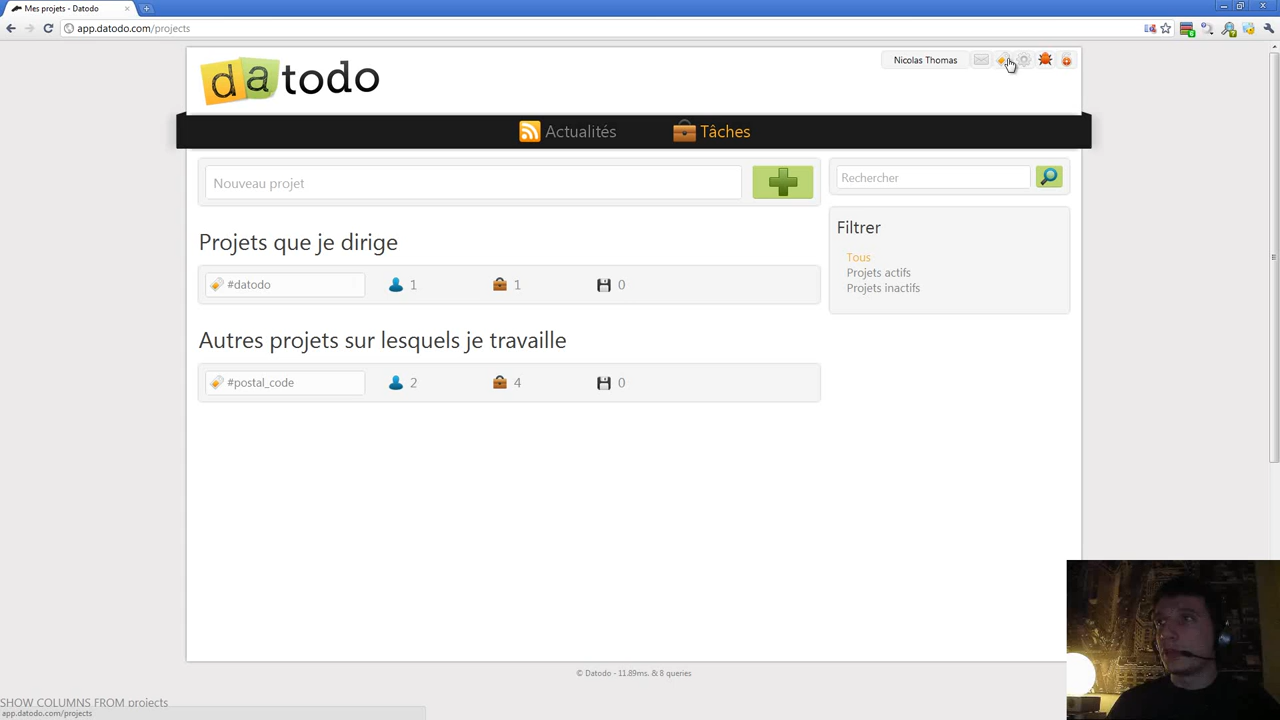 Mes projets - Datodo
app.datodo.com/projects
datodo
Nicolas Thomas
Actualités
Tâches
Nouveau projet
Rechercher
Projets que je dirige
#datodo 1 1 0
Autres projets sur lesquels je travaille
#postal_code 2 4 0
Filtrer
Tous
Projets actifs
Projets inactifs
© Datodo - 11.89ms. & 8 queries
SHOW COLUMNS FROM projects
app.datodo.com/projects